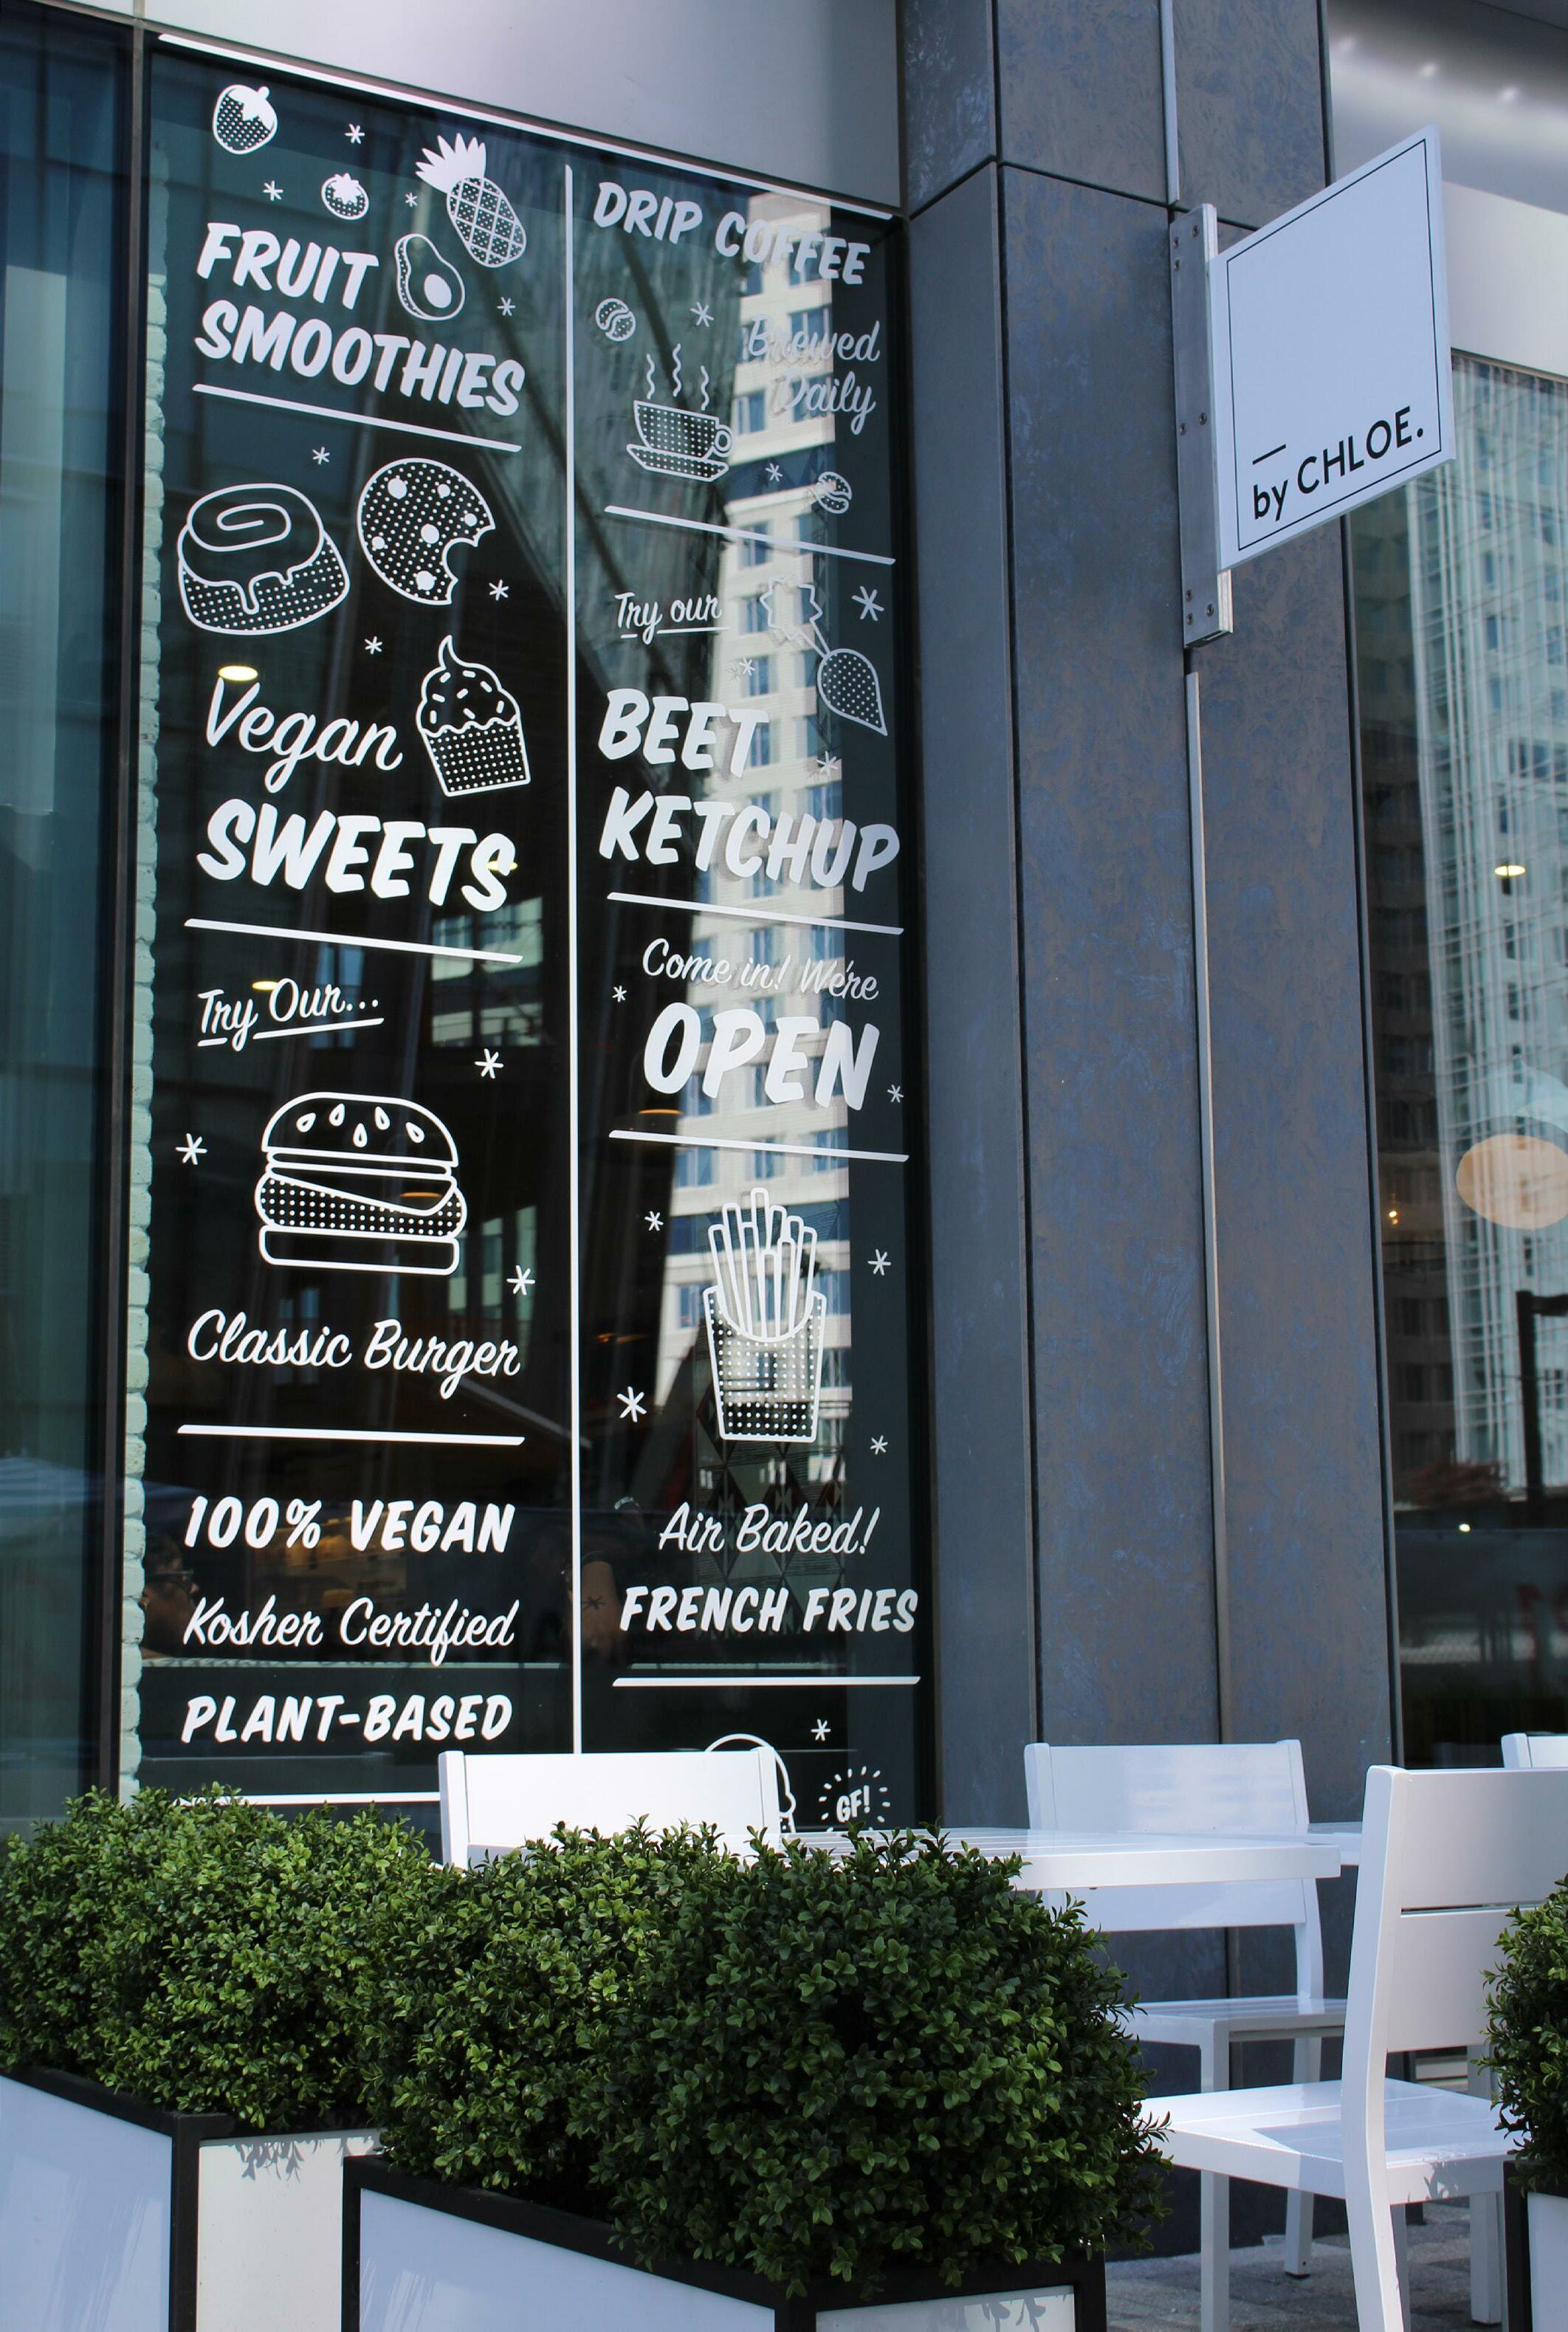 FRUIT
SMOOTHIES
Vegan
SWEETS
Try Our...
Classic Burger
100% VEGAN
Kosher Certified
PLANT-BASED
DRIP COFFEE
Brewed
Daily
Try our
BEET
KETCHUP
Come in! We're
OPEN
Air Baked!
FRENCH FRIES
GF!
by CHLOE.